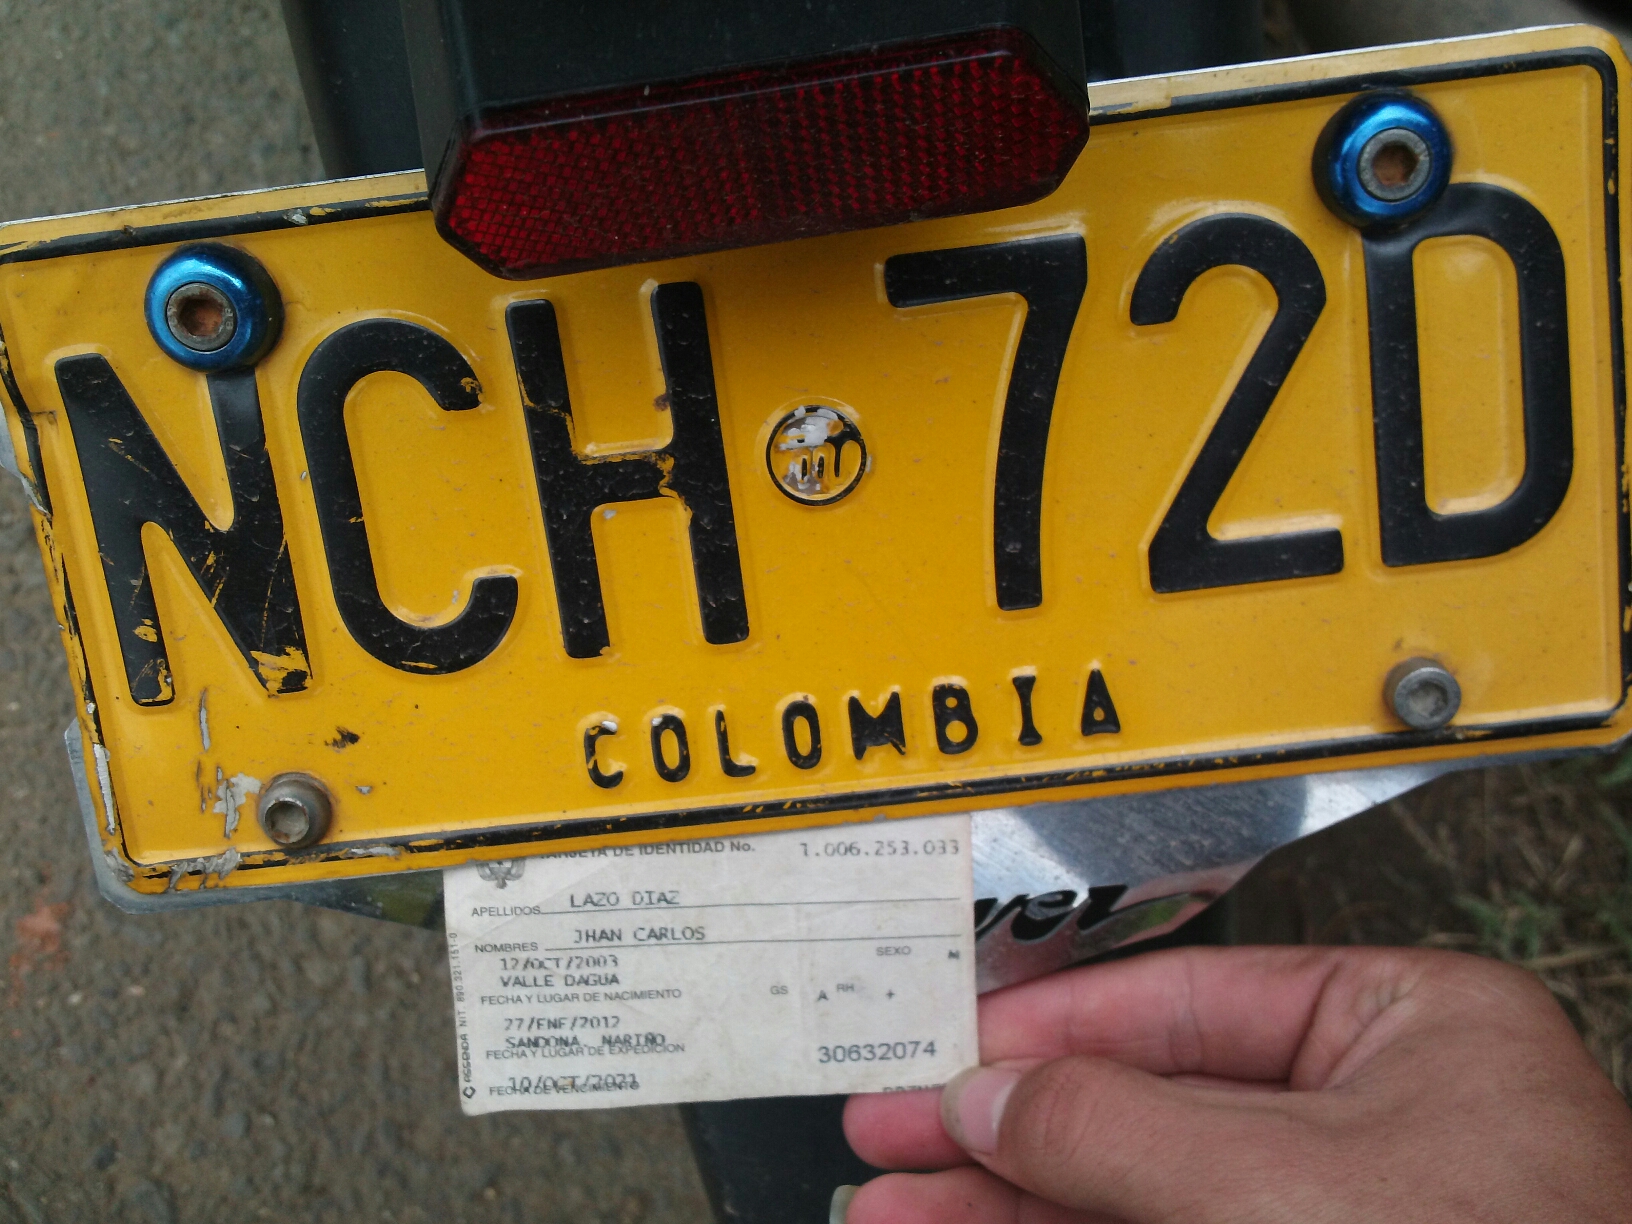 NCH 72D
COLOMBIA
TARJETA DE IDENTIDAD No. 1.006.253.033
APELLIDOS LAZO DIAZ
NOMBRES JHAN CARLOS
SEXO M
12/OCT/2003
VALLE DAGUA
FECHA Y LUGAR DE NACIMIENTO GS A RH +
27/ENE/2012
SANDONA NARIÑO
FECHA Y LUGAR DE EXPEDICION
30632074
10/OCT/2021
FECHA DE VENCIMIENTO